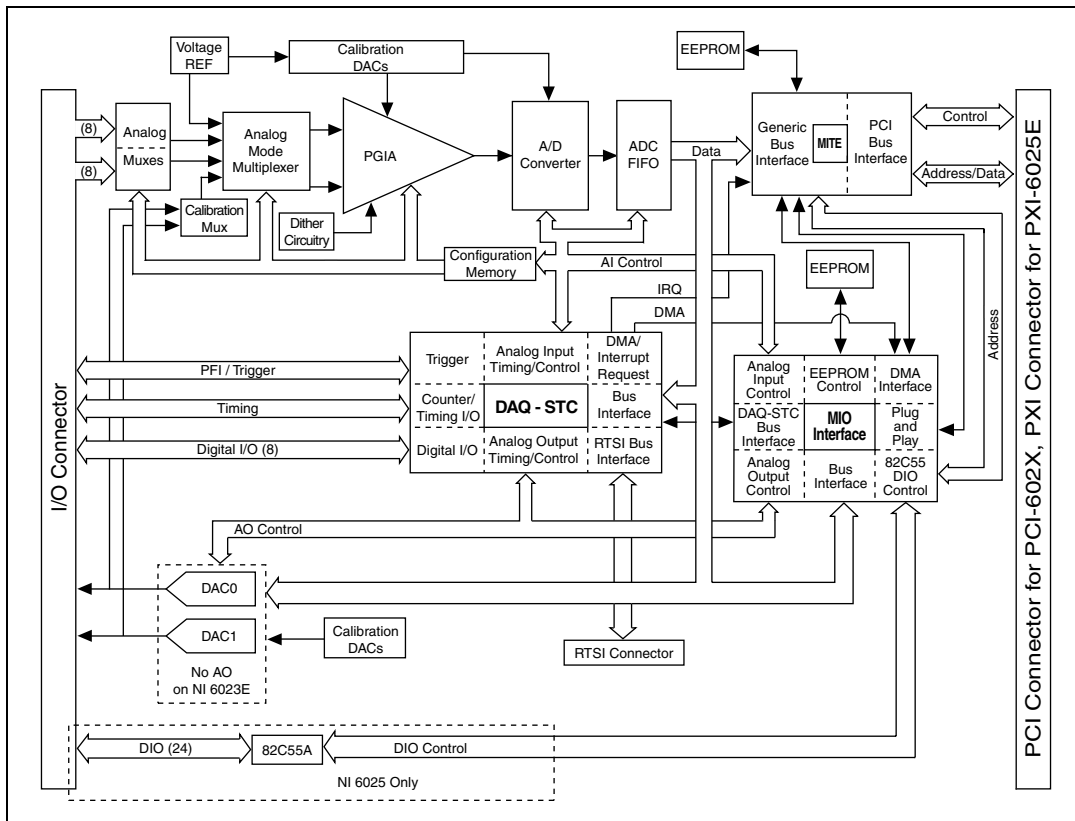 Voltage
REF
Calibration
DACs
EEPROM
(8)
(8)
Analog
Muxes
Analog
Mode
Multiplexer
PGIA
A/D
Converter
ADC
FIFO
Data
Generic
Bus
Interface
MITE
PCI
Bus
Interface
Control
Address/Data
Calibration
Mux
Dither
Circuitry
Configuration
Memory
AI Control
IRQ
DMA
EEPROM
Address
Trigger
Analog Input
Timing/Control
DMA/
Interrupt
Request
Counter/
Timing I/O
DAQ - STC
Bus
Interface
Digital I/O
Analog Output
Timing/Control
RTSI Bus
Interface
Analog
Input
Control
EEPROM
Control
DMA
Interface
DAQ-STC
Bus
Interface
MIO
Interface
Plug
and
Play
Analog
Output
Control
Bus
Interface
82C55
DIO
Control
PFI / Trigger
Timing
Digital I/O (8)
I/O Connector
AO Control
DAC0
DAC1
Calibration
DACs
No AO
on NI 6023E
RTSI Connector
DIO (24)
82C55A
DIO Control
NI 6025 Only
PCI Connector for PCI-602X, PXI Connector for PXI-6025E